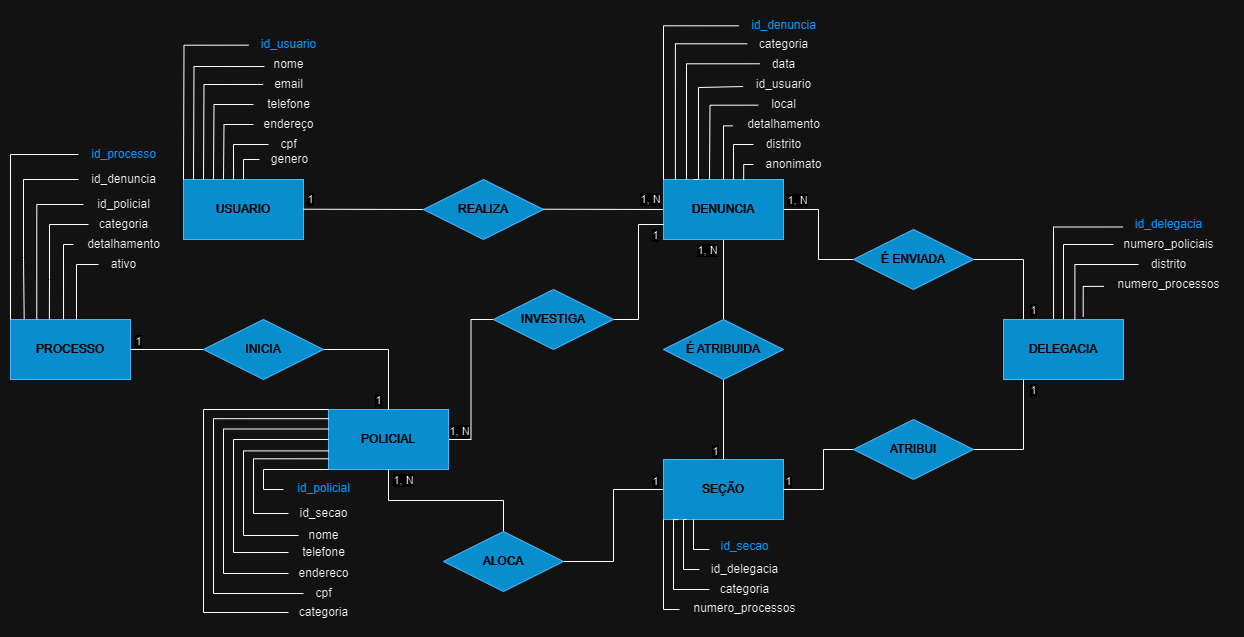 id_denuncia
categoria
data
id_usuario
local
detalhamento
distrito
anonimato
id_usuario
nome
email
telefone
endereço
cpf
genero
id_processo
id_denuncia
id_policial
categoria
detalhamento
ativo
USUARIO
1
REALIZA
1, N
DENUNCIA
1, N
1
1, N
É ENVIADA
id_delegacia
numero_policiais
distrito
numero_processos
1
PROCESSO
1
INICIA
INVESTIGA
É ATRIBUIDA
DELEGACIA
1
1
POLICIAL
1, N
1, N
1
ATRIBUI
1
SEÇÃO
1
ALOCA
id_policial
id_secao
nome
telefone
endereco
cpf
categoria
id_secao
id_delegacia
categoria
numero_processos